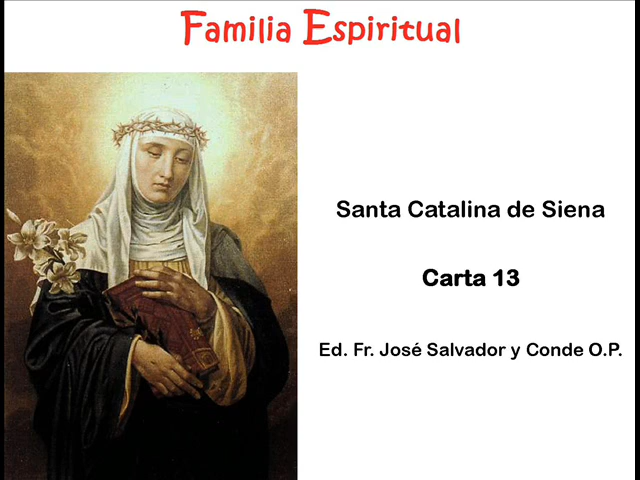 Familia Espiritual
Santa Catalina de Siena
Carta 13
Ed. Fr. José Salvador y Conde O.P.